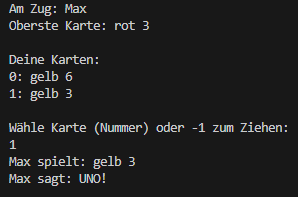 Am Zug: Max
Oberste Karte: rot 3
Deine Karten:
0: gelb 6
1: gelb 3
Wähle Karte (Nummer) oder -1 zum Ziehen:
1
Max spielt: gelb 3
Max sagt: UNO!